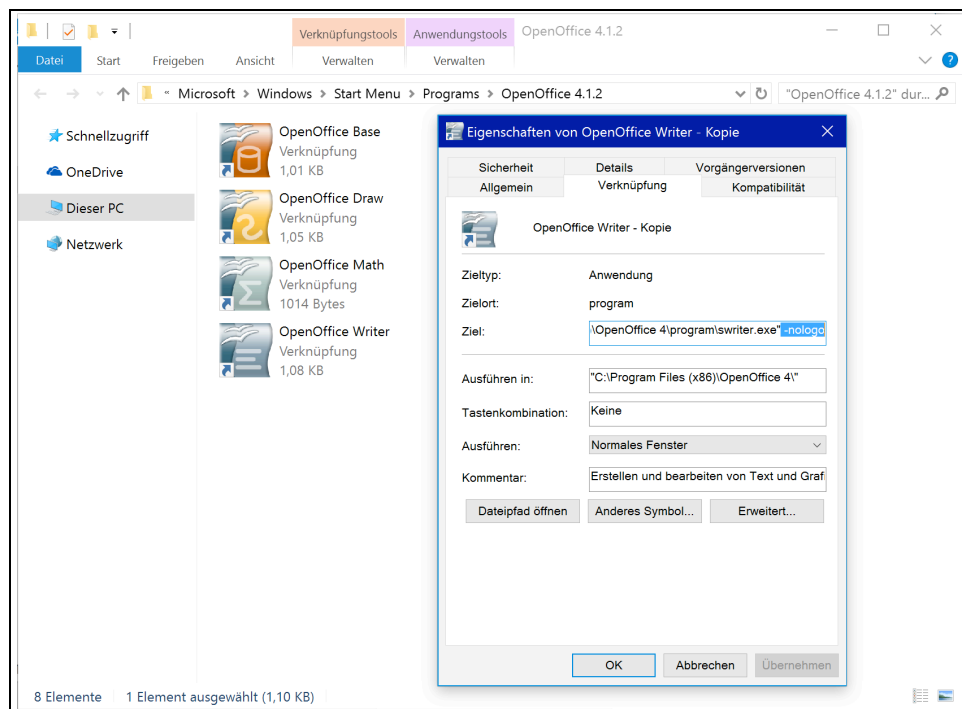 Verknüpfungstools Anwendungstools OpenOffice 4.1.2
Datei Start Freigeben Ansicht Verwalten Verwalten
« Microsoft › Windows › Start Menu › Programs › OpenOffice 4.1.2 "OpenOffice 4.1.2" dur...
Schnellzugriff
OneDrive
Dieser PC
Netzwerk
OpenOffice Base
Verknüpfung
1,01 KB
OpenOffice Draw
Verknüpfung
1,05 KB
OpenOffice Math
Verknüpfung
1014 Bytes
OpenOffice Writer
Verknüpfung
1,08 KB
Eigenschaften von OpenOffice Writer - Kopie
Sicherheit Details Vorgängerversionen
Allgemein Verknüpfung Kompatibilität
OpenOffice Writer - Kopie
Zieltyp: Anwendung
Zielort: program
Ziel: \OpenOffice 4\program\swriter.exe" -nologo
Ausführen in: "C:\Program Files (x86)\OpenOffice 4\"
Tastenkombination: Keine
Ausführen: Normales Fenster
Kommentar: Erstellen und bearbeiten von Text und Grafi
Dateipfad öffnen Anderes Symbol... Erweitert...
OK Abbrechen Übernehmen
8 Elemente 1 Element ausgewählt (1,10 KB)